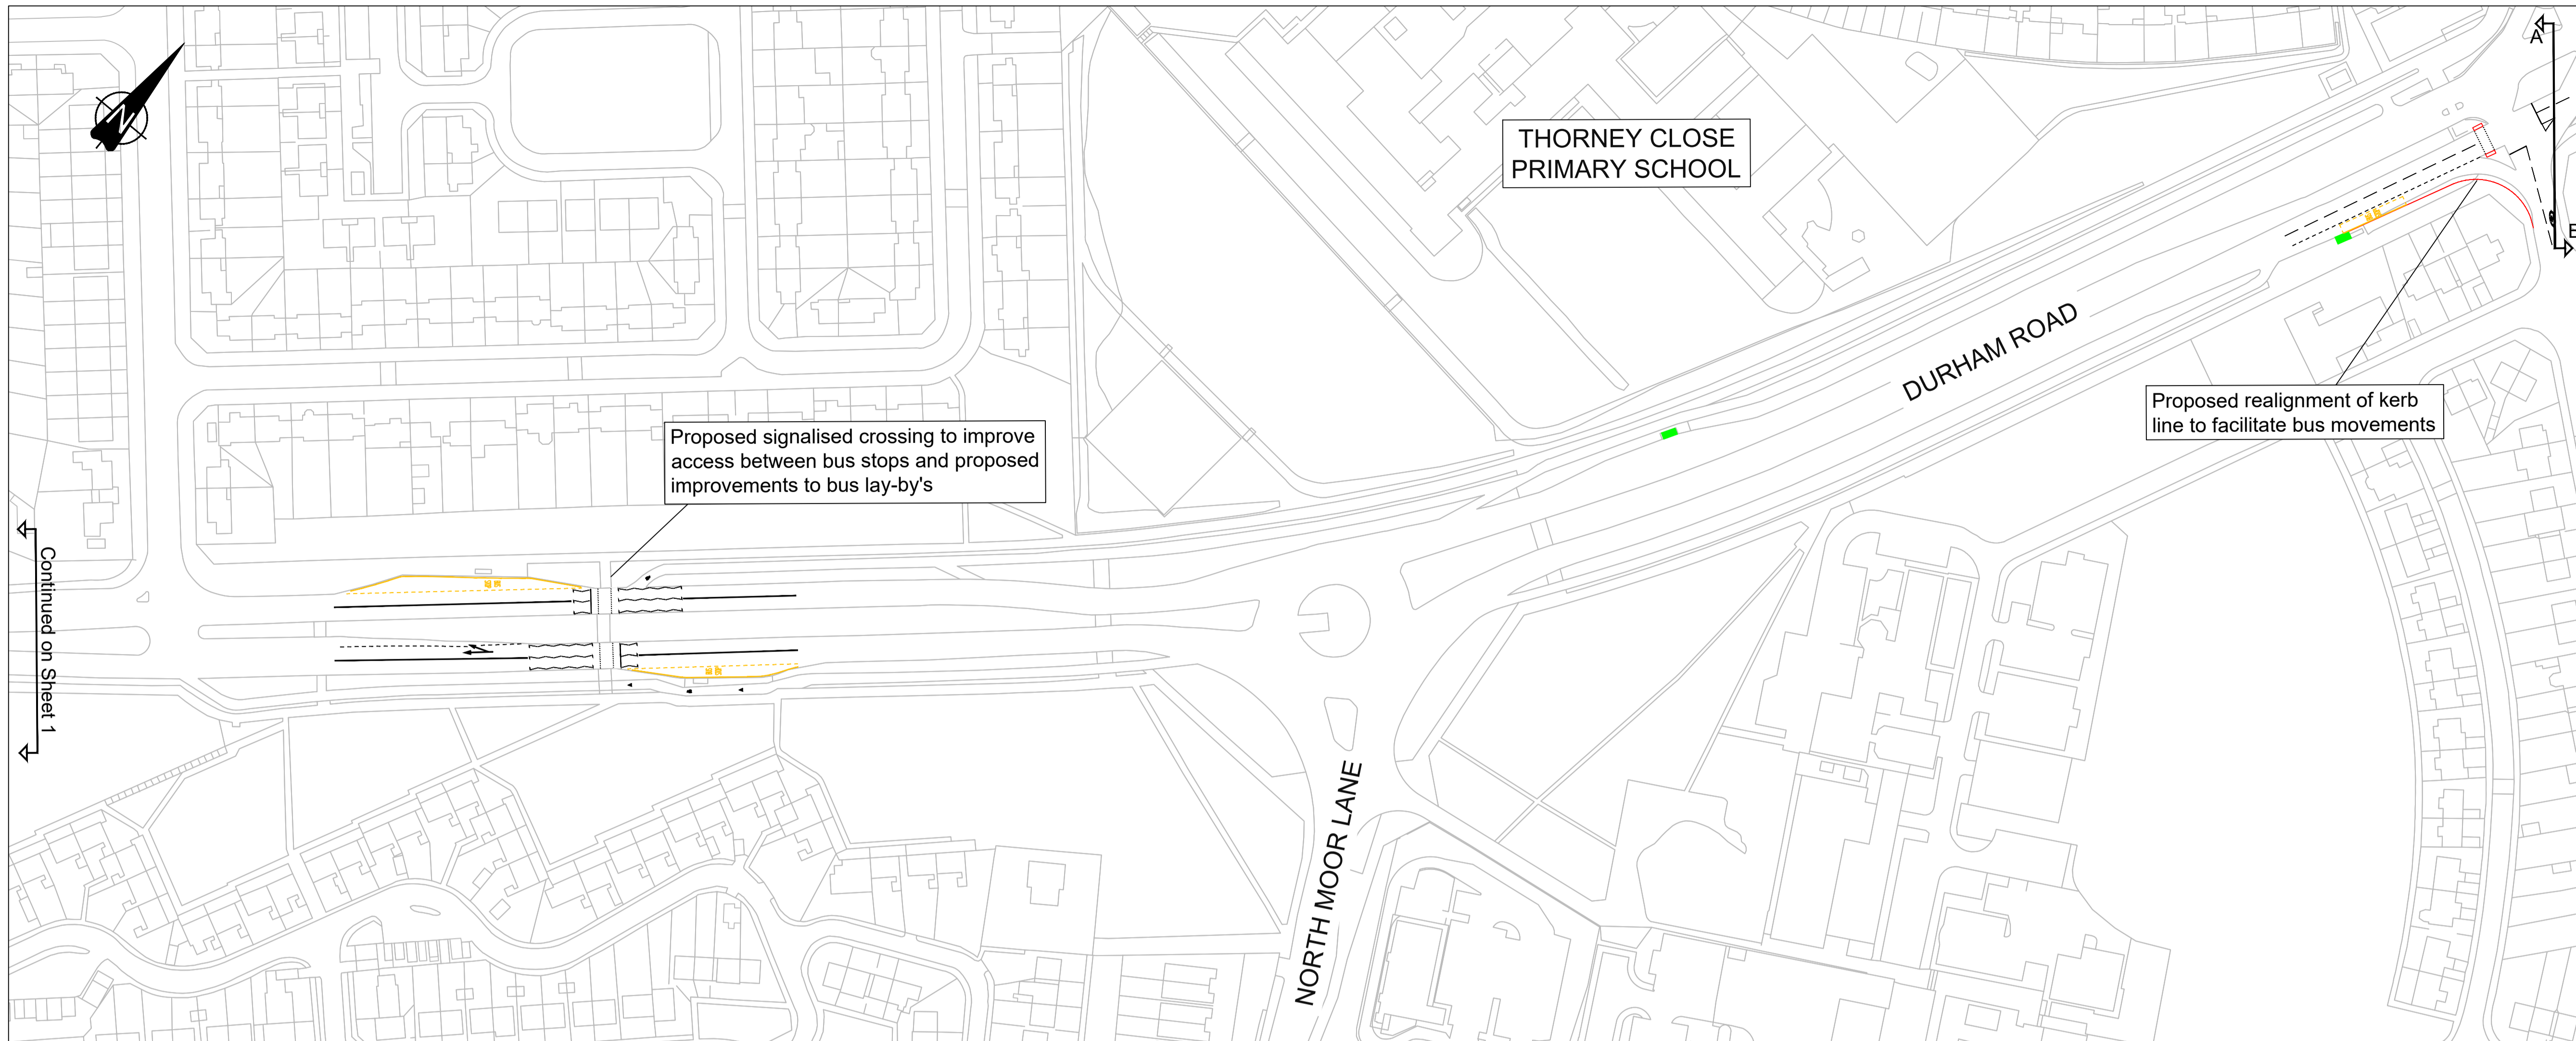 N
THORNEY CLOSE
PRIMARY SCHOOL
A
B
DURHAM ROAD
Proposed realignment of kerb
line to facilitate bus movements
Proposed signalised crossing to improve
access between bus stops and proposed
improvements to bus lay-by's
Continued on Sheet 1
NORTH MOOR LANE